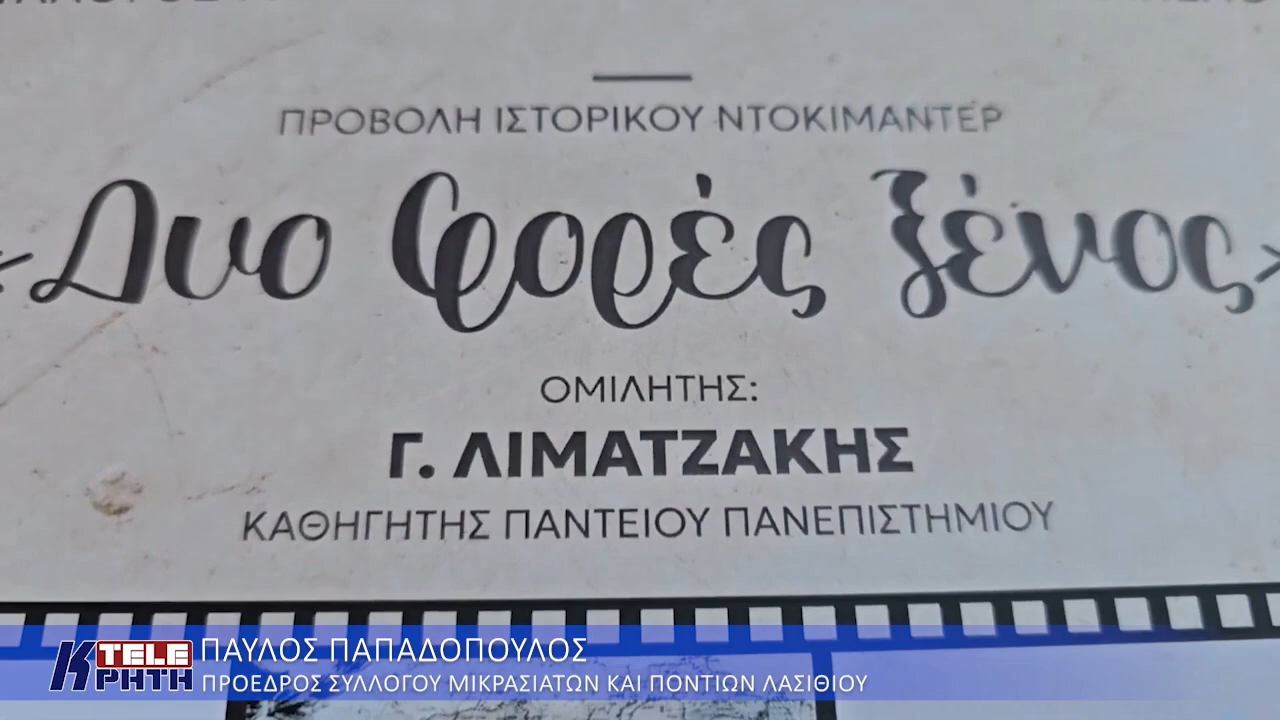 ΠΡΟΒΟΛΗ ΙΣΤΟΡΙΚΟΥ ΝΤΟΚΙΜΑΝΤΕΡ
<Δυο φορές ξένος>
ΟΜΙΛΗΤΗΣ:
Γ. ΛΙΜΑΤΖΑΚΗΣ
ΚΑΘΗΓΗΤΗΣ ΠΑΝΤΕΙΟΥ ΠΑΝΕΠΙΣΤΗΜΙΟΥ
ΚΡΗΤΗ TELE
ΠΑΥΛΟΣ ΠΑΠΑΔΟΠΟΥΛΟΣ
ΠΡΟΕΔΡΟΣ ΣΥΛΛΟΓΟΥ ΜΙΚΡΑΣΙΑΤΩΝ ΚΑΙ ΠΟΝΤΙΩΝ ΛΑΣΙΘΙΟΥ